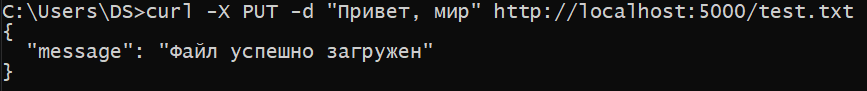 C:\Users\DS>curl -X PUT -d "Привет, мир" http://localhost:5000/test.txt
{
  "message": "Файл успешно загружен"
}